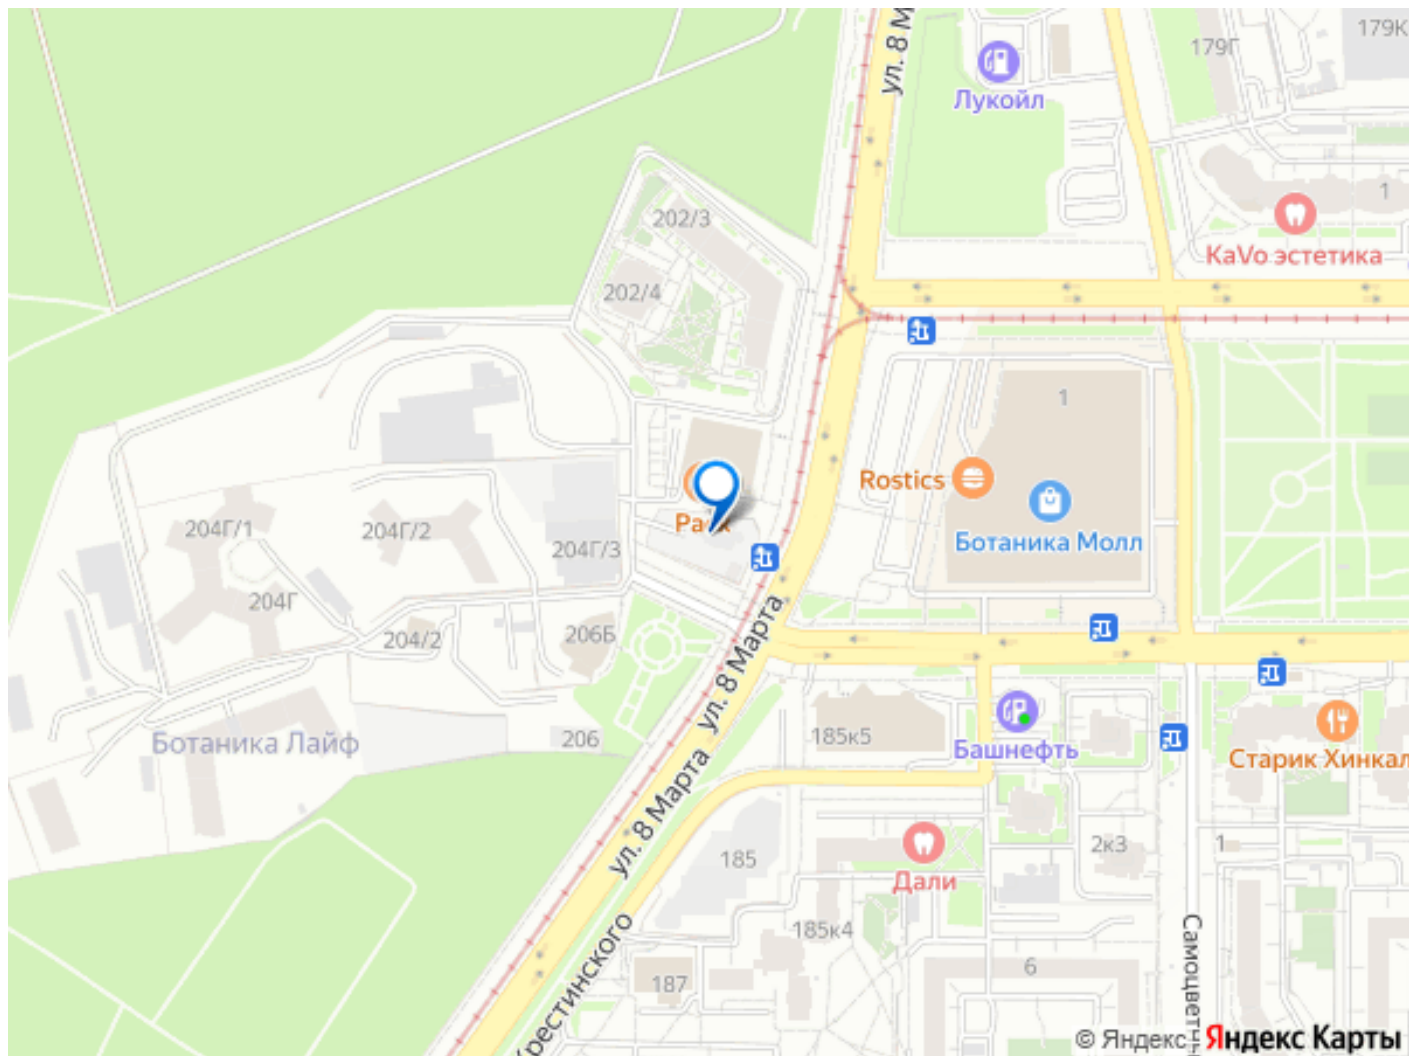 ул. 8 М
179Г
179К
Лукойл
1
KaVo эстетика
202/3
202/4
1
Rostics
Ботаника Молл
204Г/1
204Г/2
204Г/3
204Г
204/2
206Б
ул. 8 Марта
206
Ботаника Лайф
185к5
Башнефть
Старик Хинкал
ул. 8 Марта
185
Дали
2к3
1
185к4
187
6
Крестинского
Самоцветн
© Яндекс
Яндекс Карты